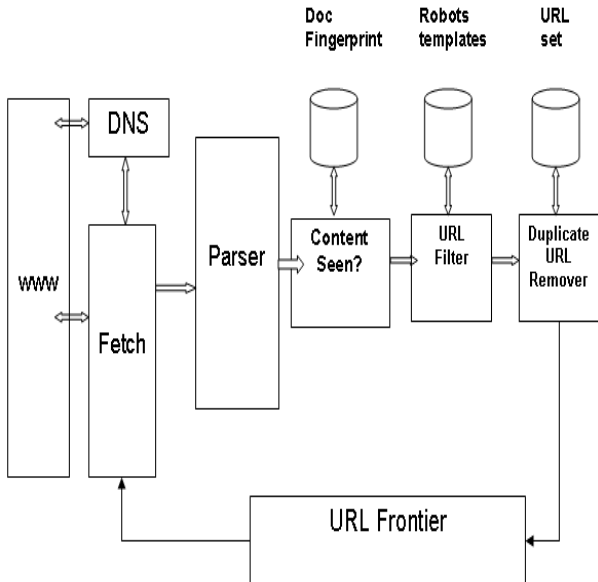 Doc
Fingerprint
Robots
templates
URL
set
DNS
www
Fetch
Parser
Content
Seen?
URL
Filter
Duplicate
URL
Remover
URL Frontier